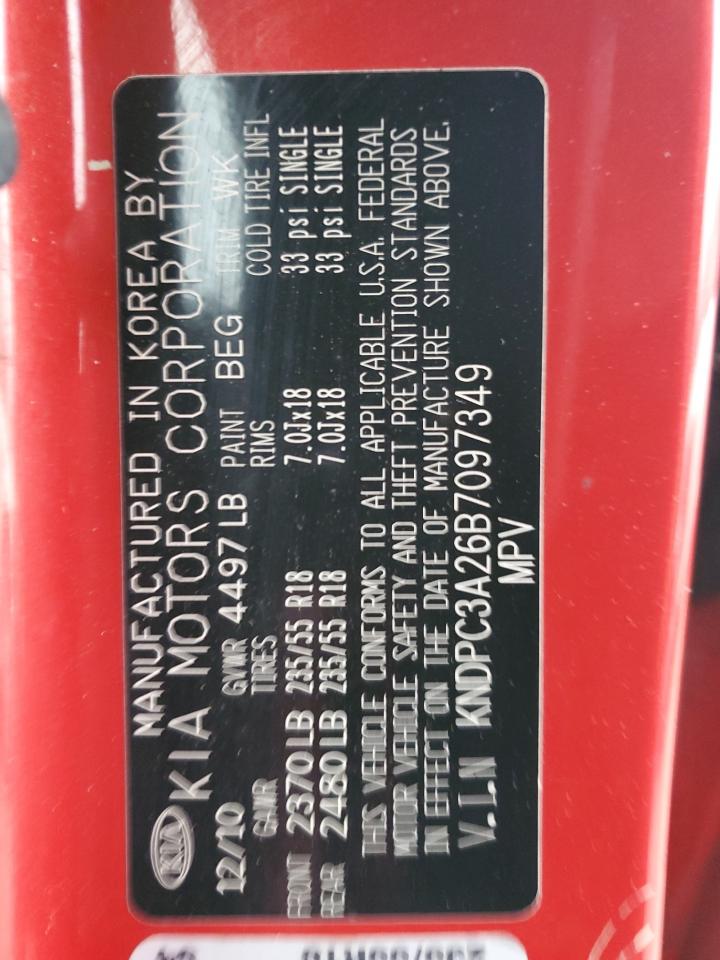 MANUFACTURED IN KOREA BY
KIA KIA MOTORS CORPORATION
12/10 GVWR 4497 LB PAINT BEG TRIM WK
GAWR TIRES RIMS COLD TIRE INFL
FRONT 2370 LB 235/55 R18 7.0Jx18 33 psi SINGLE
REAR 2480 LB 235/55 R18 7.0Jx18 33 psi SINGLE
THIS VEHICLE CONFORMS TO ALL APPLICABLE U.S.A. FEDERAL
MOTOR VEHICLE SAFETY AND THEFT PREVENTION STANDARDS
IN EFFECT ON THE DATE OF MANUFACTURE SHOWN ABOVE.
V.I.N KNDPC3A26B7097349
MPV